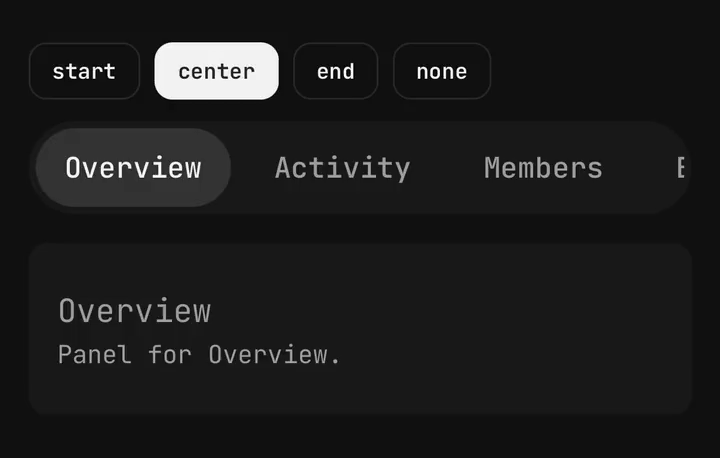 start center end none
Overview Activity Members
Overview
Panel for Overview.